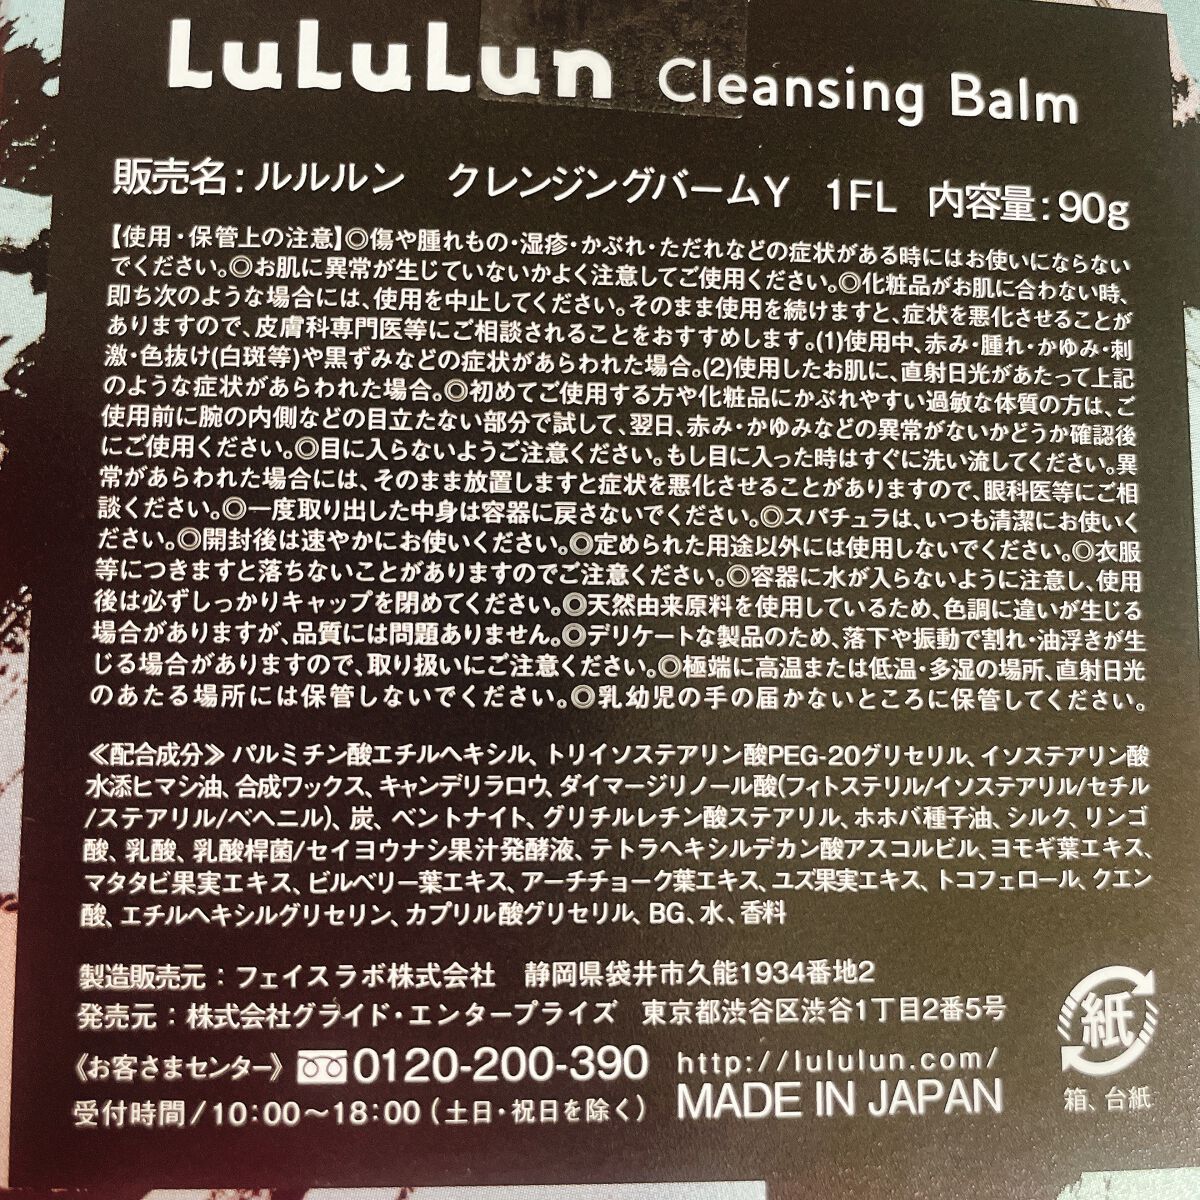 LuLuLun Cleansing Balm
販売名:ルルルン クレンジングバームY 1FL 内容量:90g
【使用・保管上の注意】◎傷や腫れもの・湿疹・かぶれ・ただれなどの症状がある時にはお使いにならない
でください。◎お肌に異常が生じていないかよく注意してご使用ください。◎化粧品がお肌に合わない時、
即ち次のような場合には、使用を中止してください。そのまま使用を続けますと、症状を悪化させることが
ありますので、皮膚科専門医等にご相談されることをおすすめします。(1)使用中、赤み・腫れ・かゆみ・刺
激・色抜け(白斑等)や黒ずみなどの症状があらわれた場合。(2)使用したお肌に、直射日光があたって上記
のような症状があらわれた場合。◎初めてご使用する方や化粧品にかぶれやすい過敏な体質の方は、ご
使用前に腕の内側などの目立たない部分で試して、翌日、赤み・かゆみなどの異常がないかどうか確認後
にご使用ください。◎目に入らないようご注意ください。もし目に入った時はすぐに洗い流してください。異
常があらわれた場合には、そのまま放置しますと症状を悪化させることがありますので、眼科医等にご相
談ください。◎一度取り出した中身は容器に戻さないでください。◎スパチュラは、いつも清潔にお使いく
ださい。◎開封後は速やかにお使いください。◎定められた用途以外には使用しないでください。◎衣服
等につきますと落ちないことがありますのでご注意ください。◎容器に水が入らないように注意し、使用
後は必ずしっかりキャップを閉めてください。◎天然由来原料を使用しているため、色調に違いが生じる
場合がありますが、品質には問題ありません。◎デリケートな製品のため、落下や振動で割れ・油浮きが生
じる場合がありますので、取り扱いにご注意ください。◎極端に高温または低温・多湿の場所、直射日光
のあたる場所には保管しないでください。◎乳幼児の手の届かないところに保管してください。
≪配合成分≫パルミチン酸エチルヘキシル、トリイソステアリン酸PEG-20グリセリル、イソステアリン酸
水添ヒマシ油、合成ワックス、キャンデリラロウ、ダイマージリノール酸(フィトステリル/イソステアリル/セチル
/ステアリル/ベヘニル)、炭、ベントナイト、グリチルレチン酸ステアリル、ホホバ種子油、シルク、リンゴ
酸、乳酸、乳酸桿菌/セイヨウナシ果汁発酵液、テトラヘキシルデカン酸アスコルビル、ヨモギ葉エキス、
マタタビ果実エキス、ビルベリー葉エキス、アーチチョーク葉エキス、ユズ果実エキス、トコフェロール、クエン
酸、エチルヘキシルグリセリン、カプリル酸グリセリル、BG、水、香料
製造販売元:フェイスラボ株式会社 静岡県袋井市久能1934番地2
発売元:株式会社グライド・エンタープライズ 東京都渋谷区渋谷1丁目2番5号
《お客さまセンター》0120-200-390 http://lululun.com/
受付時間/10:00〜18:00(土日・祝日を除く) MADE IN JAPAN
紙
箱、台紙